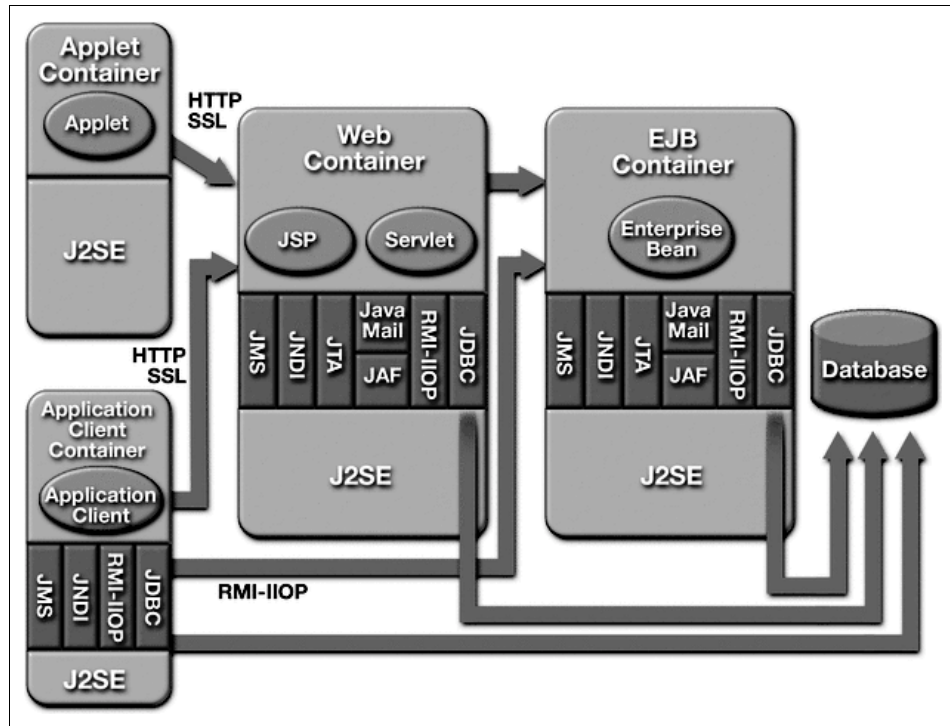 Applet
Container
Applet
J2SE
HTTP
SSL
Web
Container
JSP
Servlet
JMS
JNDI
JTA
Java
Mail
JAF
RMI-IIOP
JDBC
J2SE
EJB
Container
Enterprise
Bean
JMS
JNDI
JTA
Java
Mail
JAF
RMI-IIOP
JDBC
J2SE
Database
HTTP
SSL
Application
Client
Container
Application
Client
JMS
JNDI
RMI-IIOP
JDBC
J2SE
RMI-IIOP